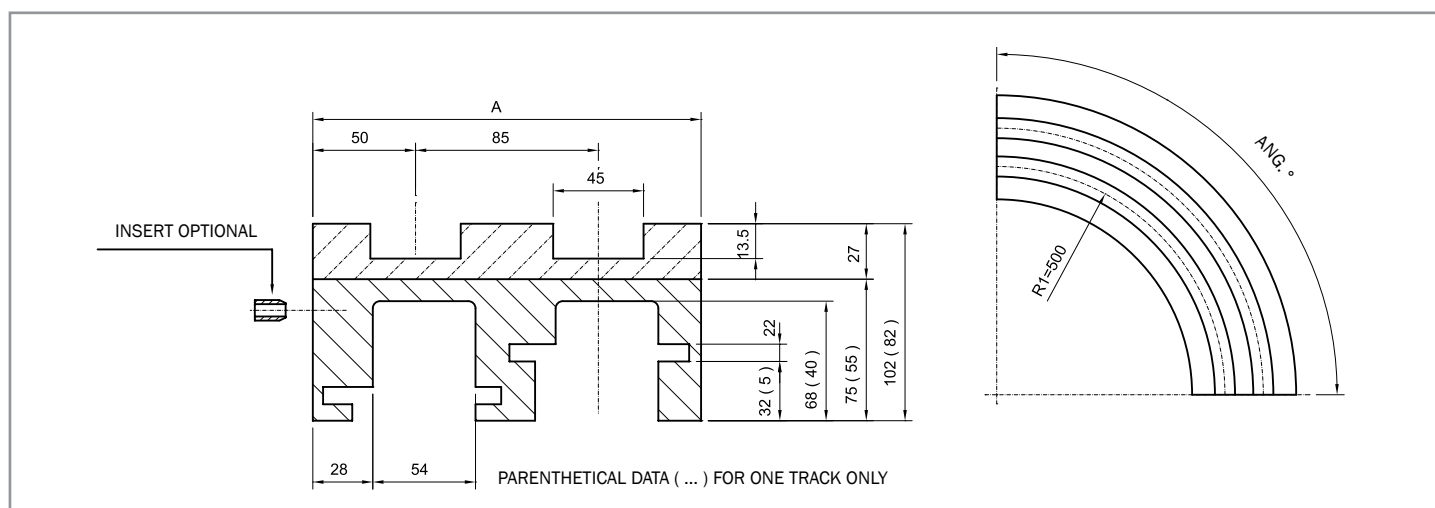 A
50
85
45
INSERT OPTIONAL
13.5
27
22
32 ( 5 )
68 ( 40 )
75 ( 55 )
102 ( 82 )
28
54
PARENTHETICAL DATA ( ... ) FOR ONE TRACK ONLY
ANG. °
R1=500